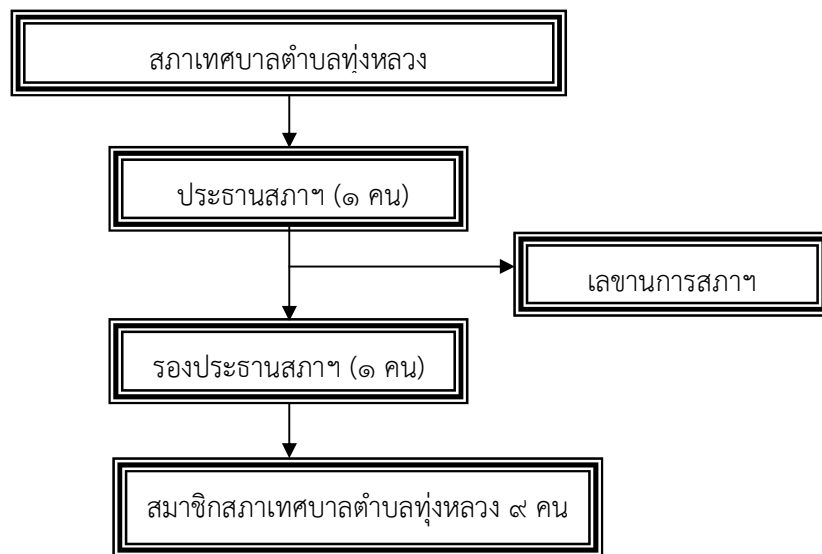 สภาเทศบาลตำบลทุ่งหลวง
ประธานสภาฯ (๑ คน)
เลขานการสภาฯ
รองประธานสภาฯ (๑ คน)
สมาชิกสภาเทศบาลตำบลทุ่งหลวง ๙ คน